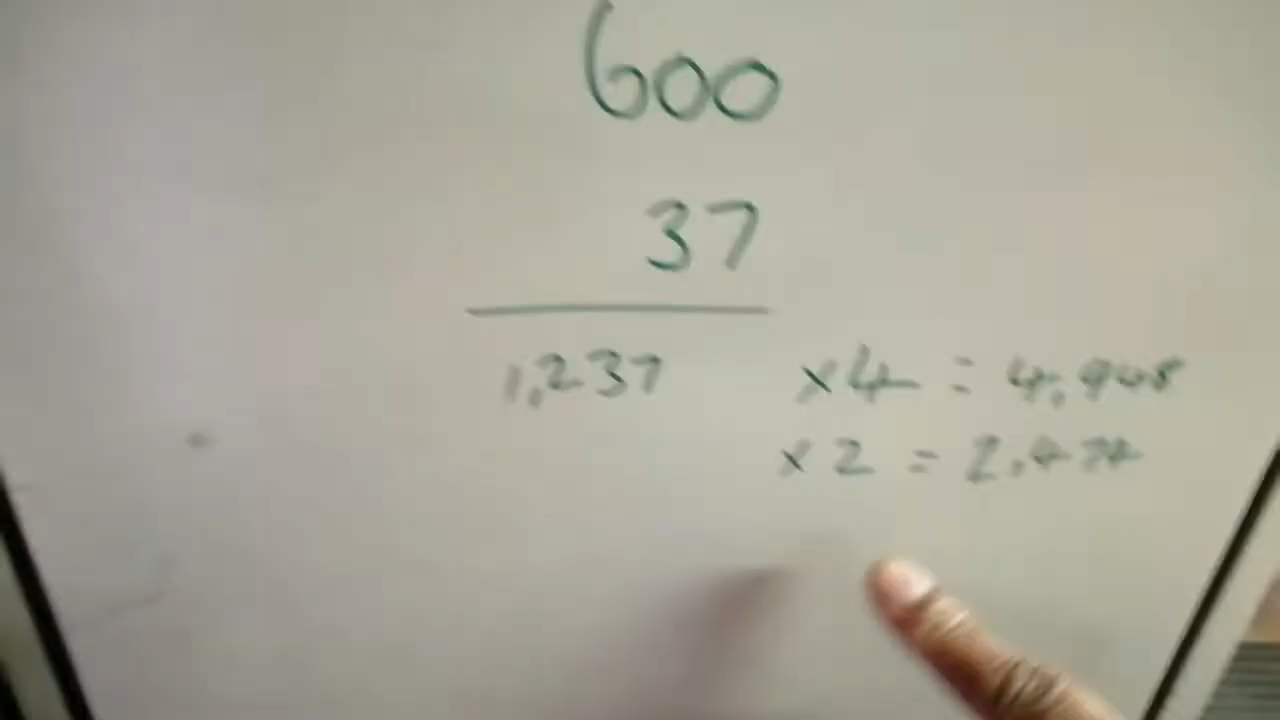 600
37
1,237 x4 = 4,948
x2 = 2,474